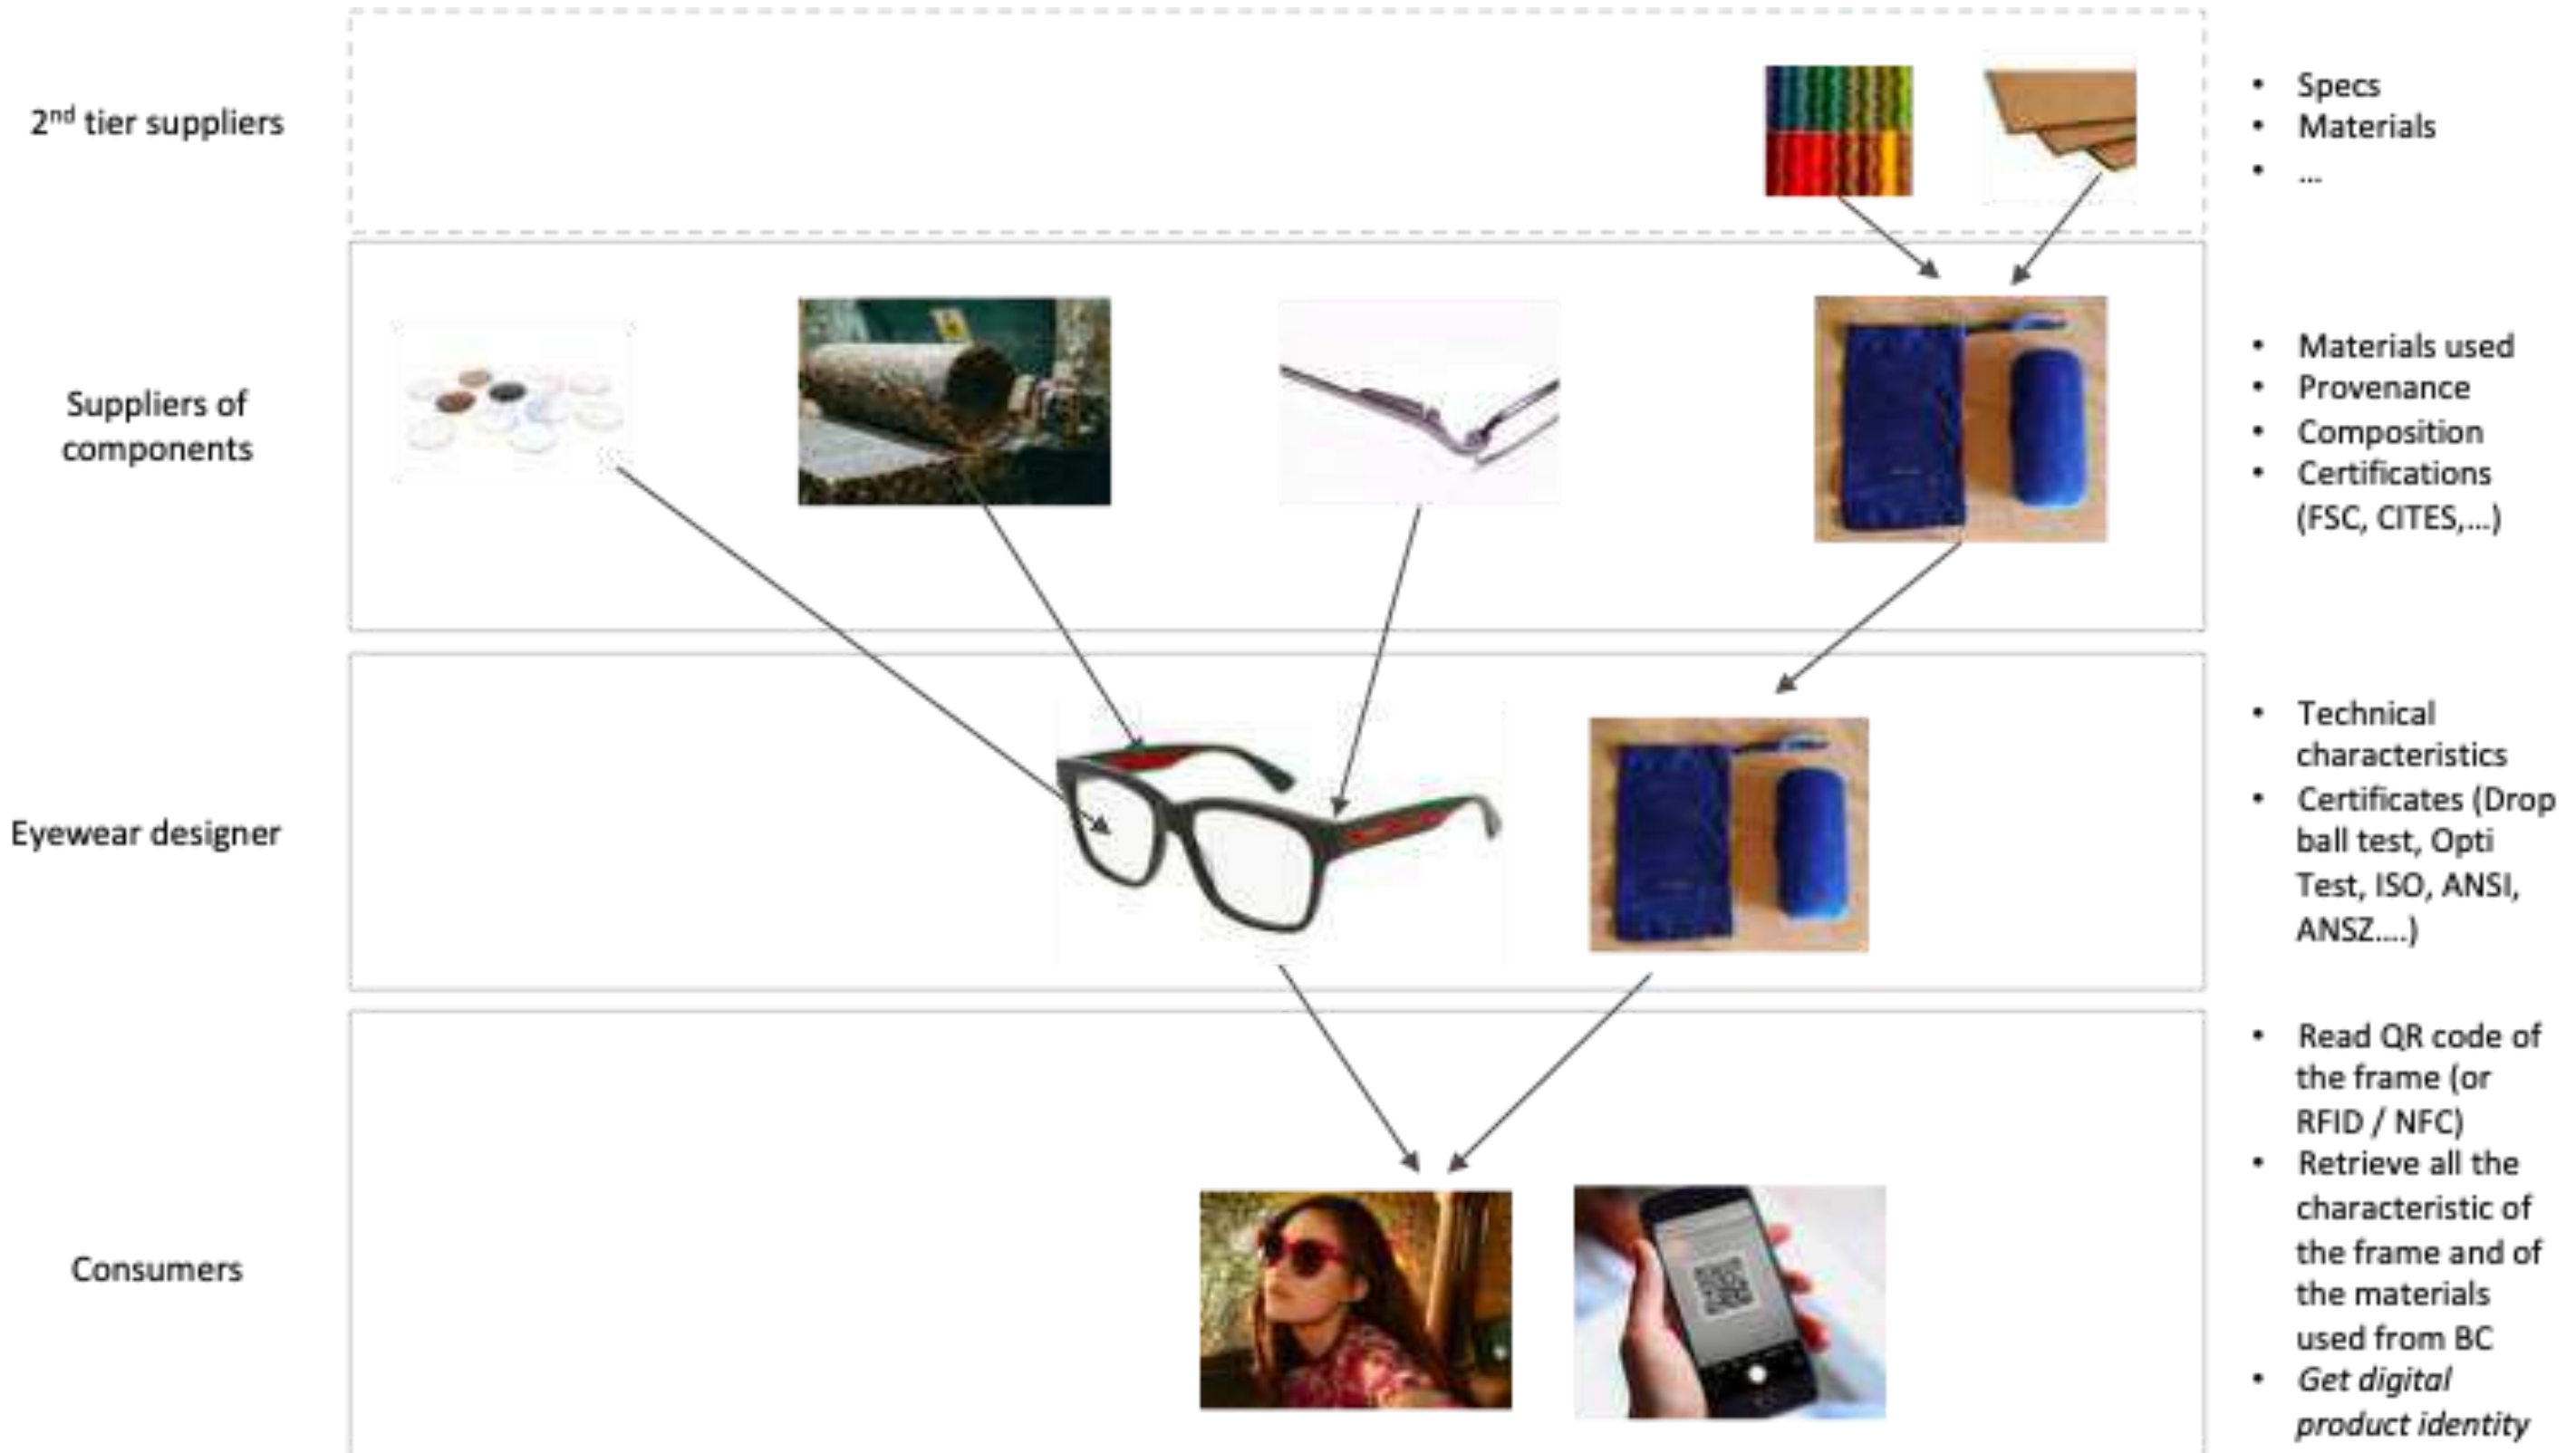 2nd tier suppliers
• Specs
• Materials
• ...
Suppliers of
components
• Materials used
• Provenance
• Composition
• Certifications
(FSC, CITES,...)
Eyewear designer
• Technical
characteristics
• Certificates (Drop
ball test, Opti
Test, ISO, ANSI,
ANSZ....)
Consumers
• Read QR code of
the frame (or
RFID / NFC)
• Retrieve all the
characteristic of
the frame and of
the materials
used from BC
• Get digital
product identity